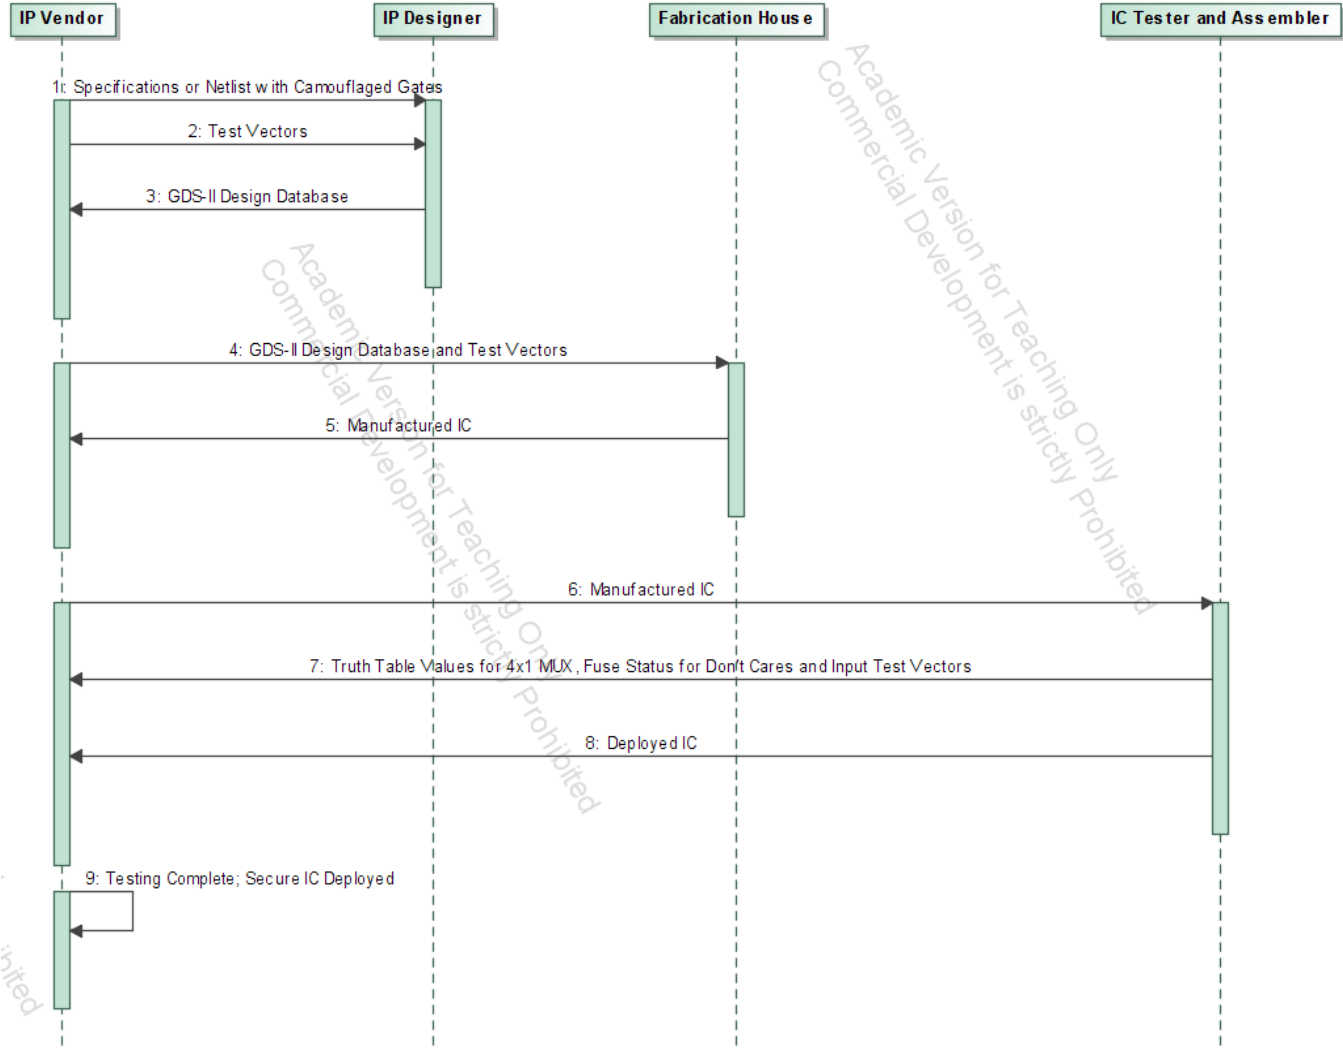 IP Vendor
IP Designer
Fabrication House
IC Tester and Assembler
1: Specifications or Netlist with Camouflaged Gates
2: Test Vectors
3: GDS-II Design Database
4: GDS-II Design Database and Test Vectors
5: Manufactured IC
6: Manufactured IC
7: Truth Table Values for 4x1 MUX, Fuse Status for Don't Cares and Input Test Vectors
8: Deployed IC
9: Testing Complete; Secure IC Deployed
Academic Version for Teaching Only
Commercial Development is strictly Prohibited
Academic Version for Teaching Only
Commercial Development is strictly Prohibited